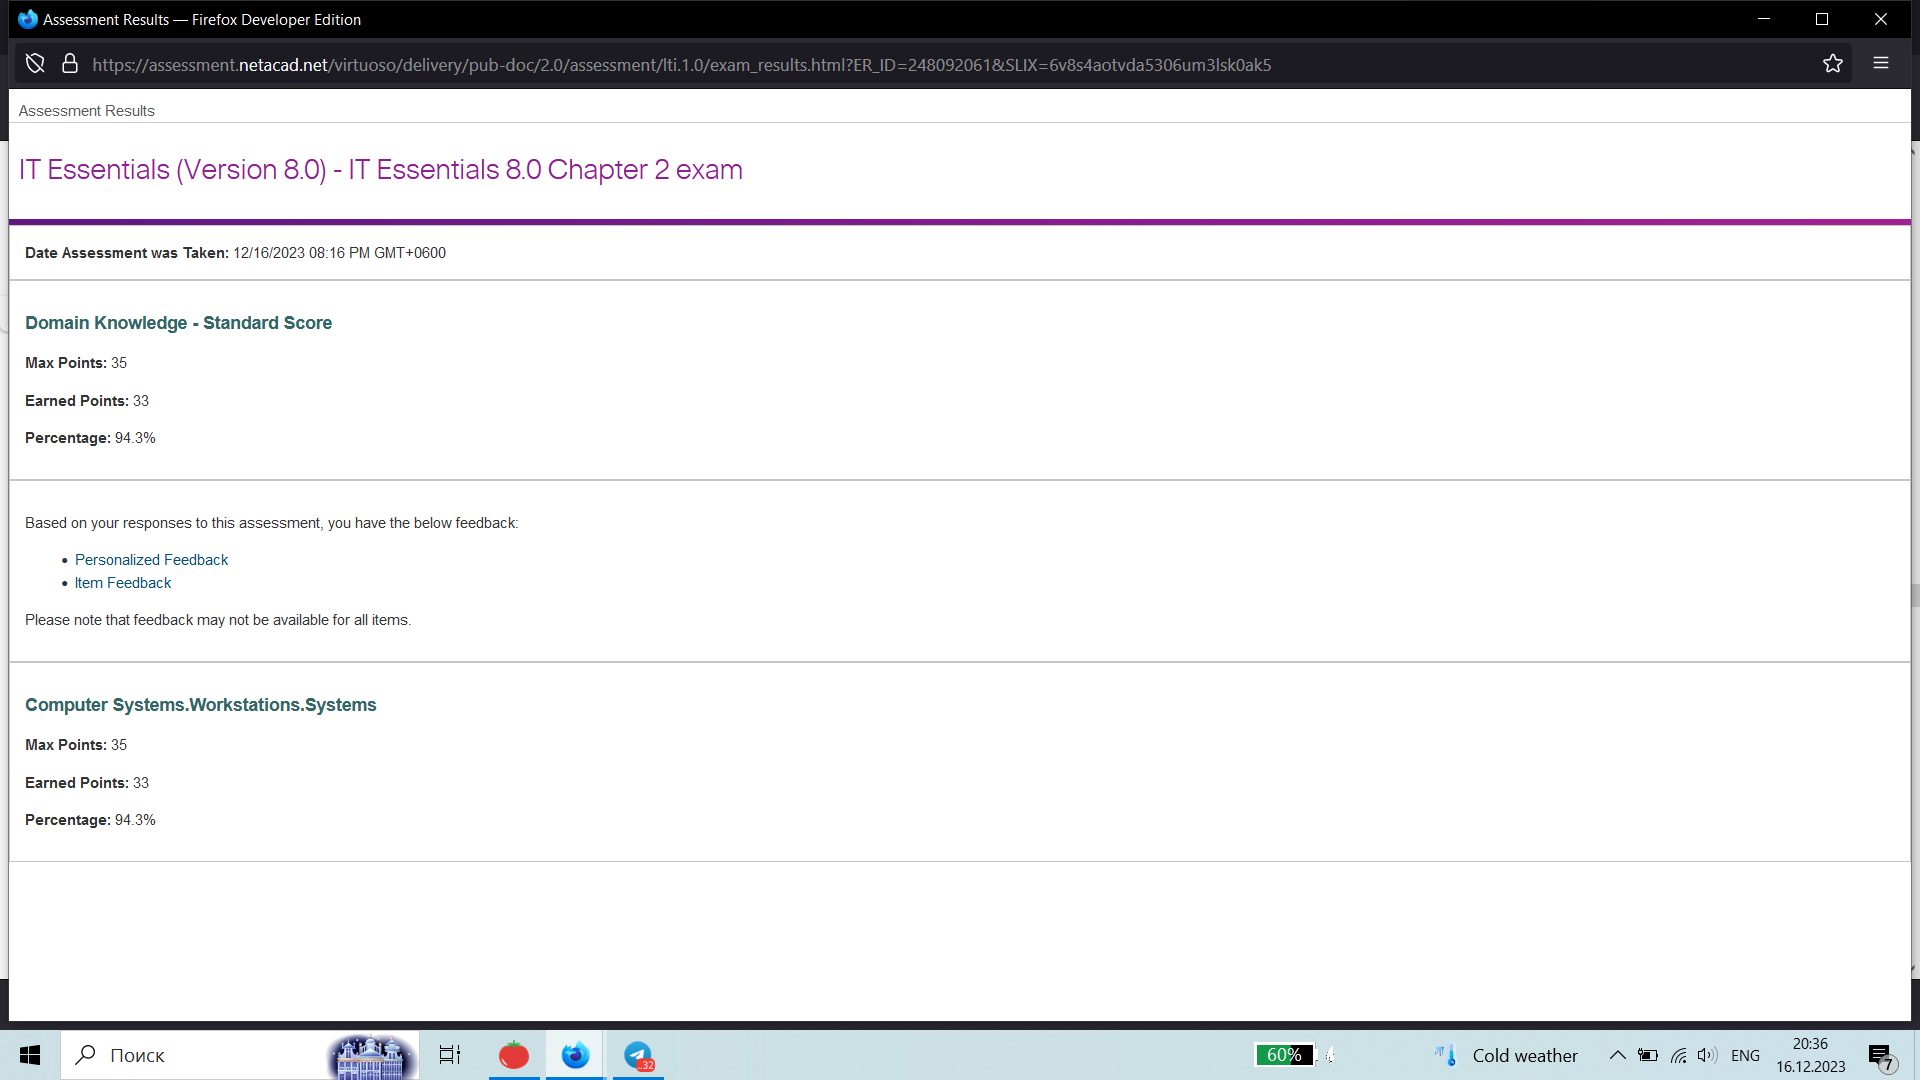 Assessment Results — Firefox Developer Edition
https://assessment.netacad.net/virtuoso/delivery/pub-doc/2.0/assessment/lti.1.0/exam_results.html?ER_ID=248092061&SLIX=6v8s4aotvda5306um3lsk0ak5
Assessment Results
IT Essentials (Version 8.0) - IT Essentials 8.0 Chapter 2 exam
Date Assessment was Taken: 12/16/2023 08:16 PM GMT+0600
Domain Knowledge - Standard Score
Max Points: 35
Earned Points: 33
Percentage: 94.3%
Based on your responses to this assessment, you have the below feedback:
• Personalized Feedback
• Item Feedback
Please note that feedback may not be available for all items.
Computer Systems.Workstations.Systems
Max Points: 35
Earned Points: 33
Percentage: 94.3%
Поиск
..32
60%
Cold weather
ENG
20:36
16.12.2023
7